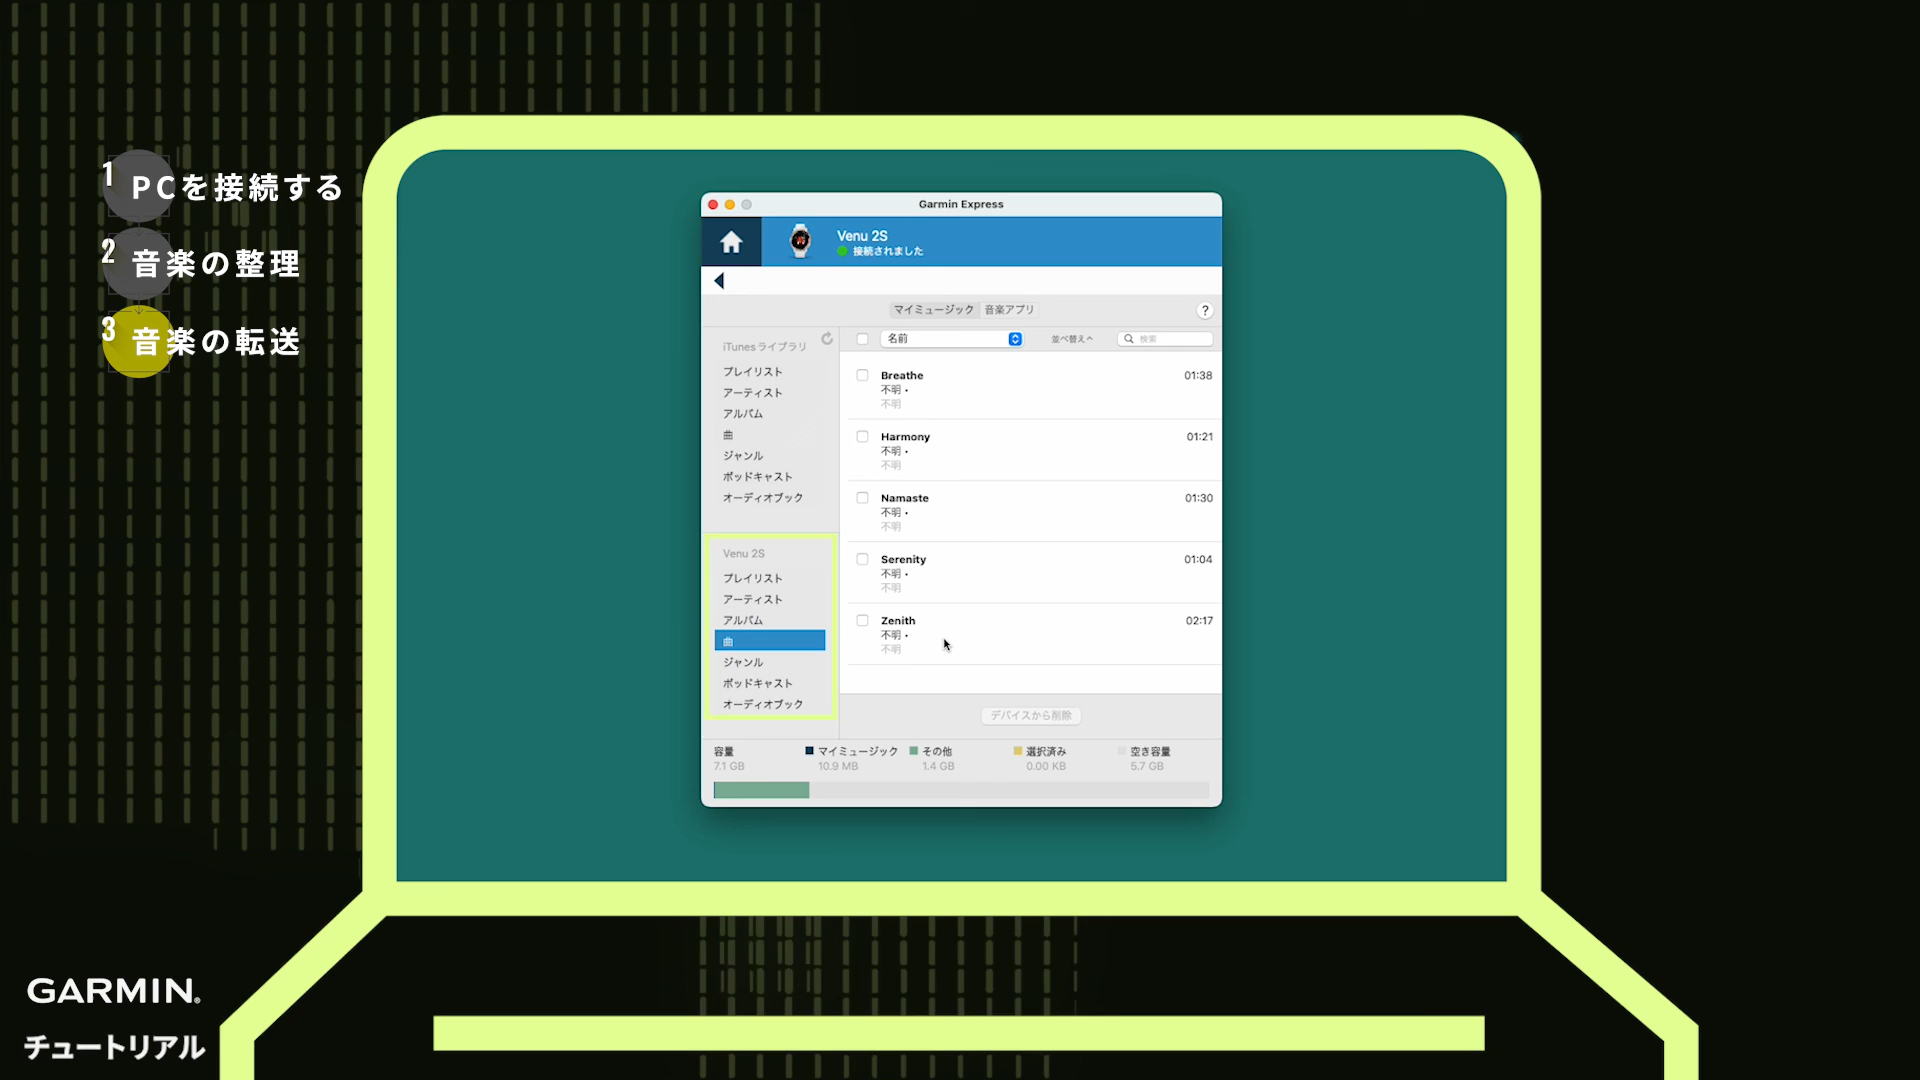 1 PCを接続する
2 音楽の整理
3 音楽の転送
Garmin Express
Venu 2S
接続されました
マイミュージック 音楽アプリ ?
iTunesライブラリ
プレイリスト
アーティスト
アルバム
曲
ジャンル
ポッドキャスト
オーディオブック
Venu 2S
プレイリスト
アーティスト
アルバム
曲
ジャンル
ポッドキャスト
オーディオブック
名前 並べ替え 検索
Breathe 01:38
不明 •
不明
Harmony 01:21
不明 •
不明
Namaste 01:30
不明 •
不明
Serenity 01:04
不明 •
不明
Zenith 02:17
不明 •
不明
デバイスから削除
容量 マイミュージック その他 選択済み 空き容量
7.1 GB 10.9 MB 1.4 GB 0.00 KB 5.7 GB
GARMIN.
チュートリアル